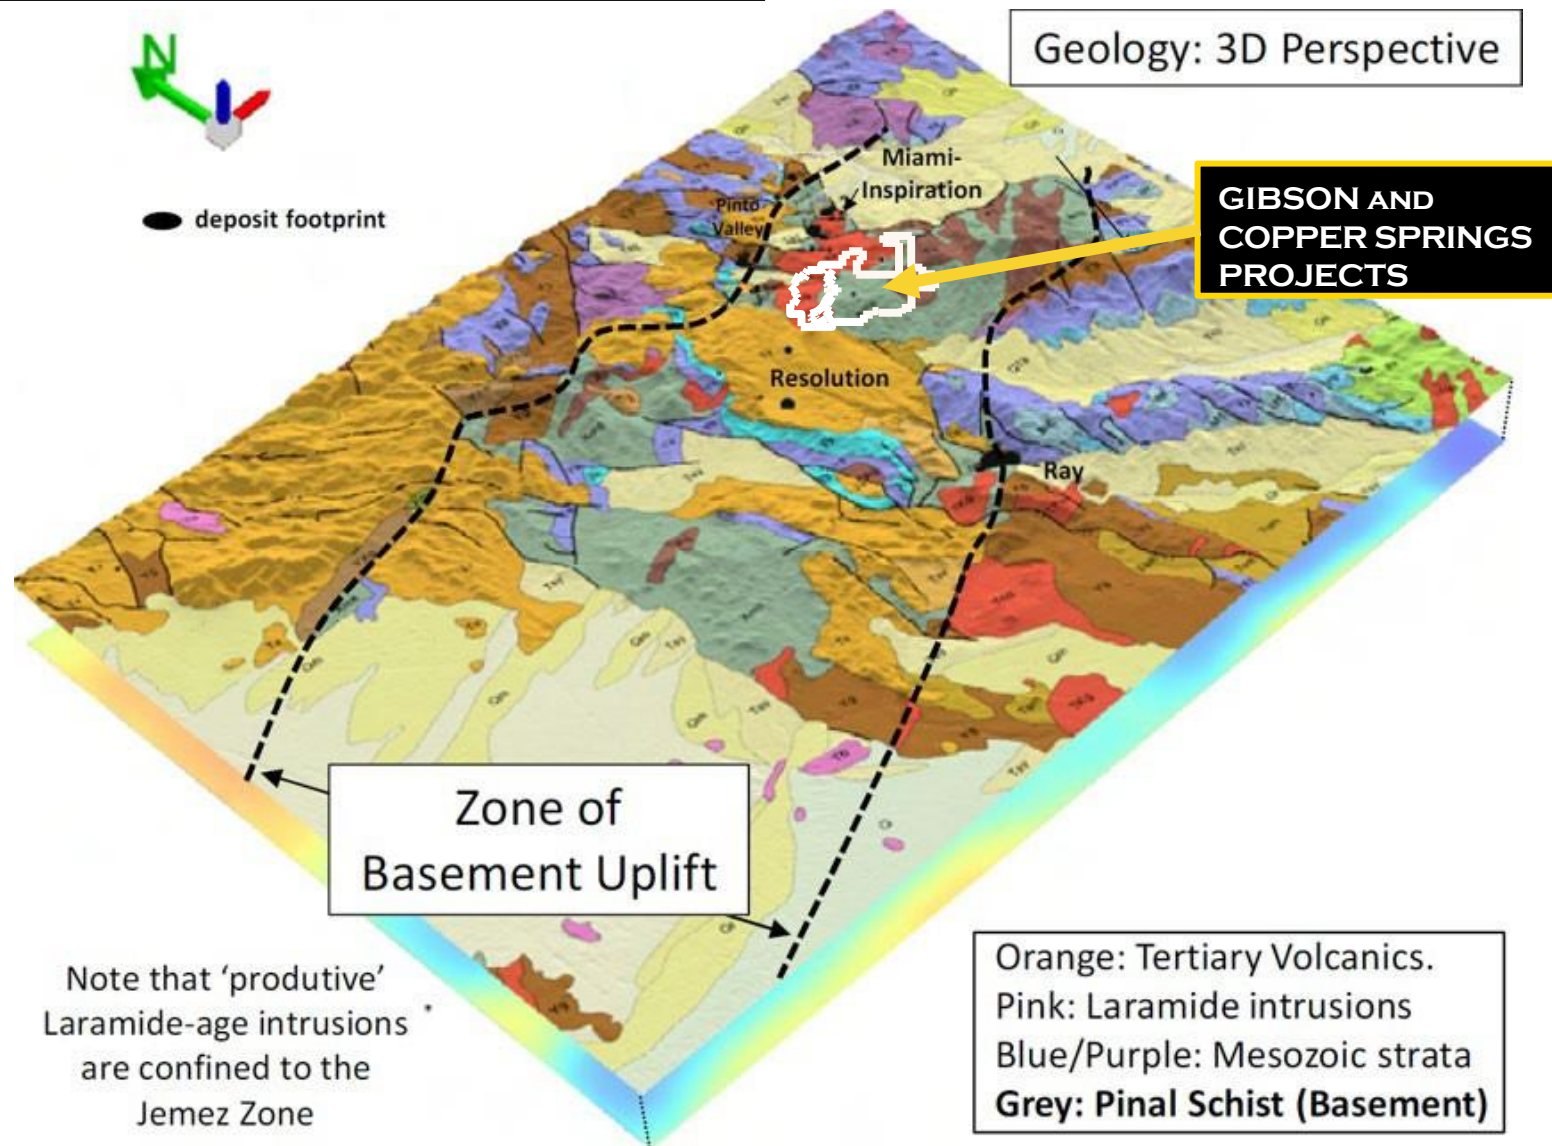 N
Geology: 3D Perspective
deposit footprint
Miami-
Inspiration
Pinto
Valley
GIBSON AND
COPPER SPRINGS
PROJECTS
Resolution
Ray
Zone of
Basement Uplift
Note that ‘produtive’
Laramide-age intrusions
are confined to the
Jemez Zone
Orange: Tertiary Volcanics.
Pink: Laramide intrusions
Blue/Purple: Mesozoic strata
Grey: Pinal Schist (Basement)